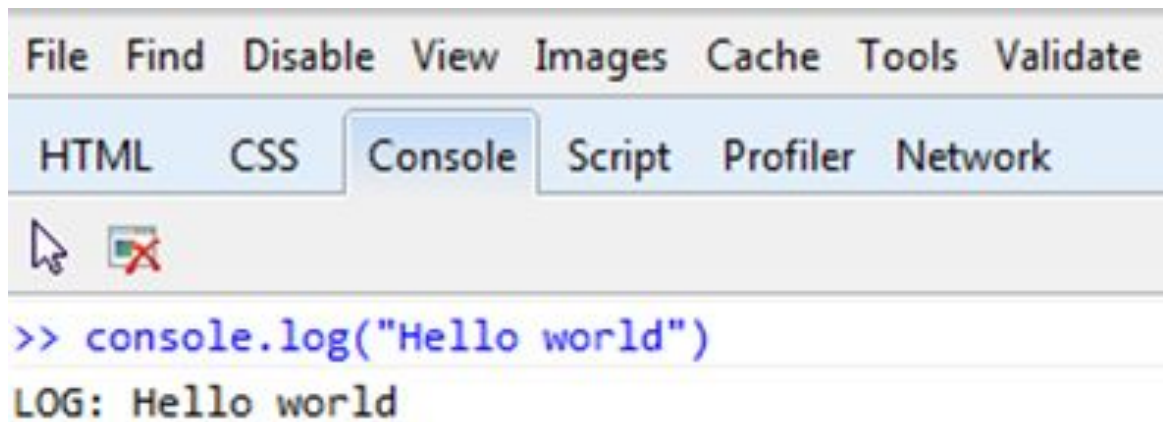 File Find Disable View Images Cache Tools Validate
HTML CSS Console Script Profiler Network
>> console.log("Hello world")
LOG: Hello world